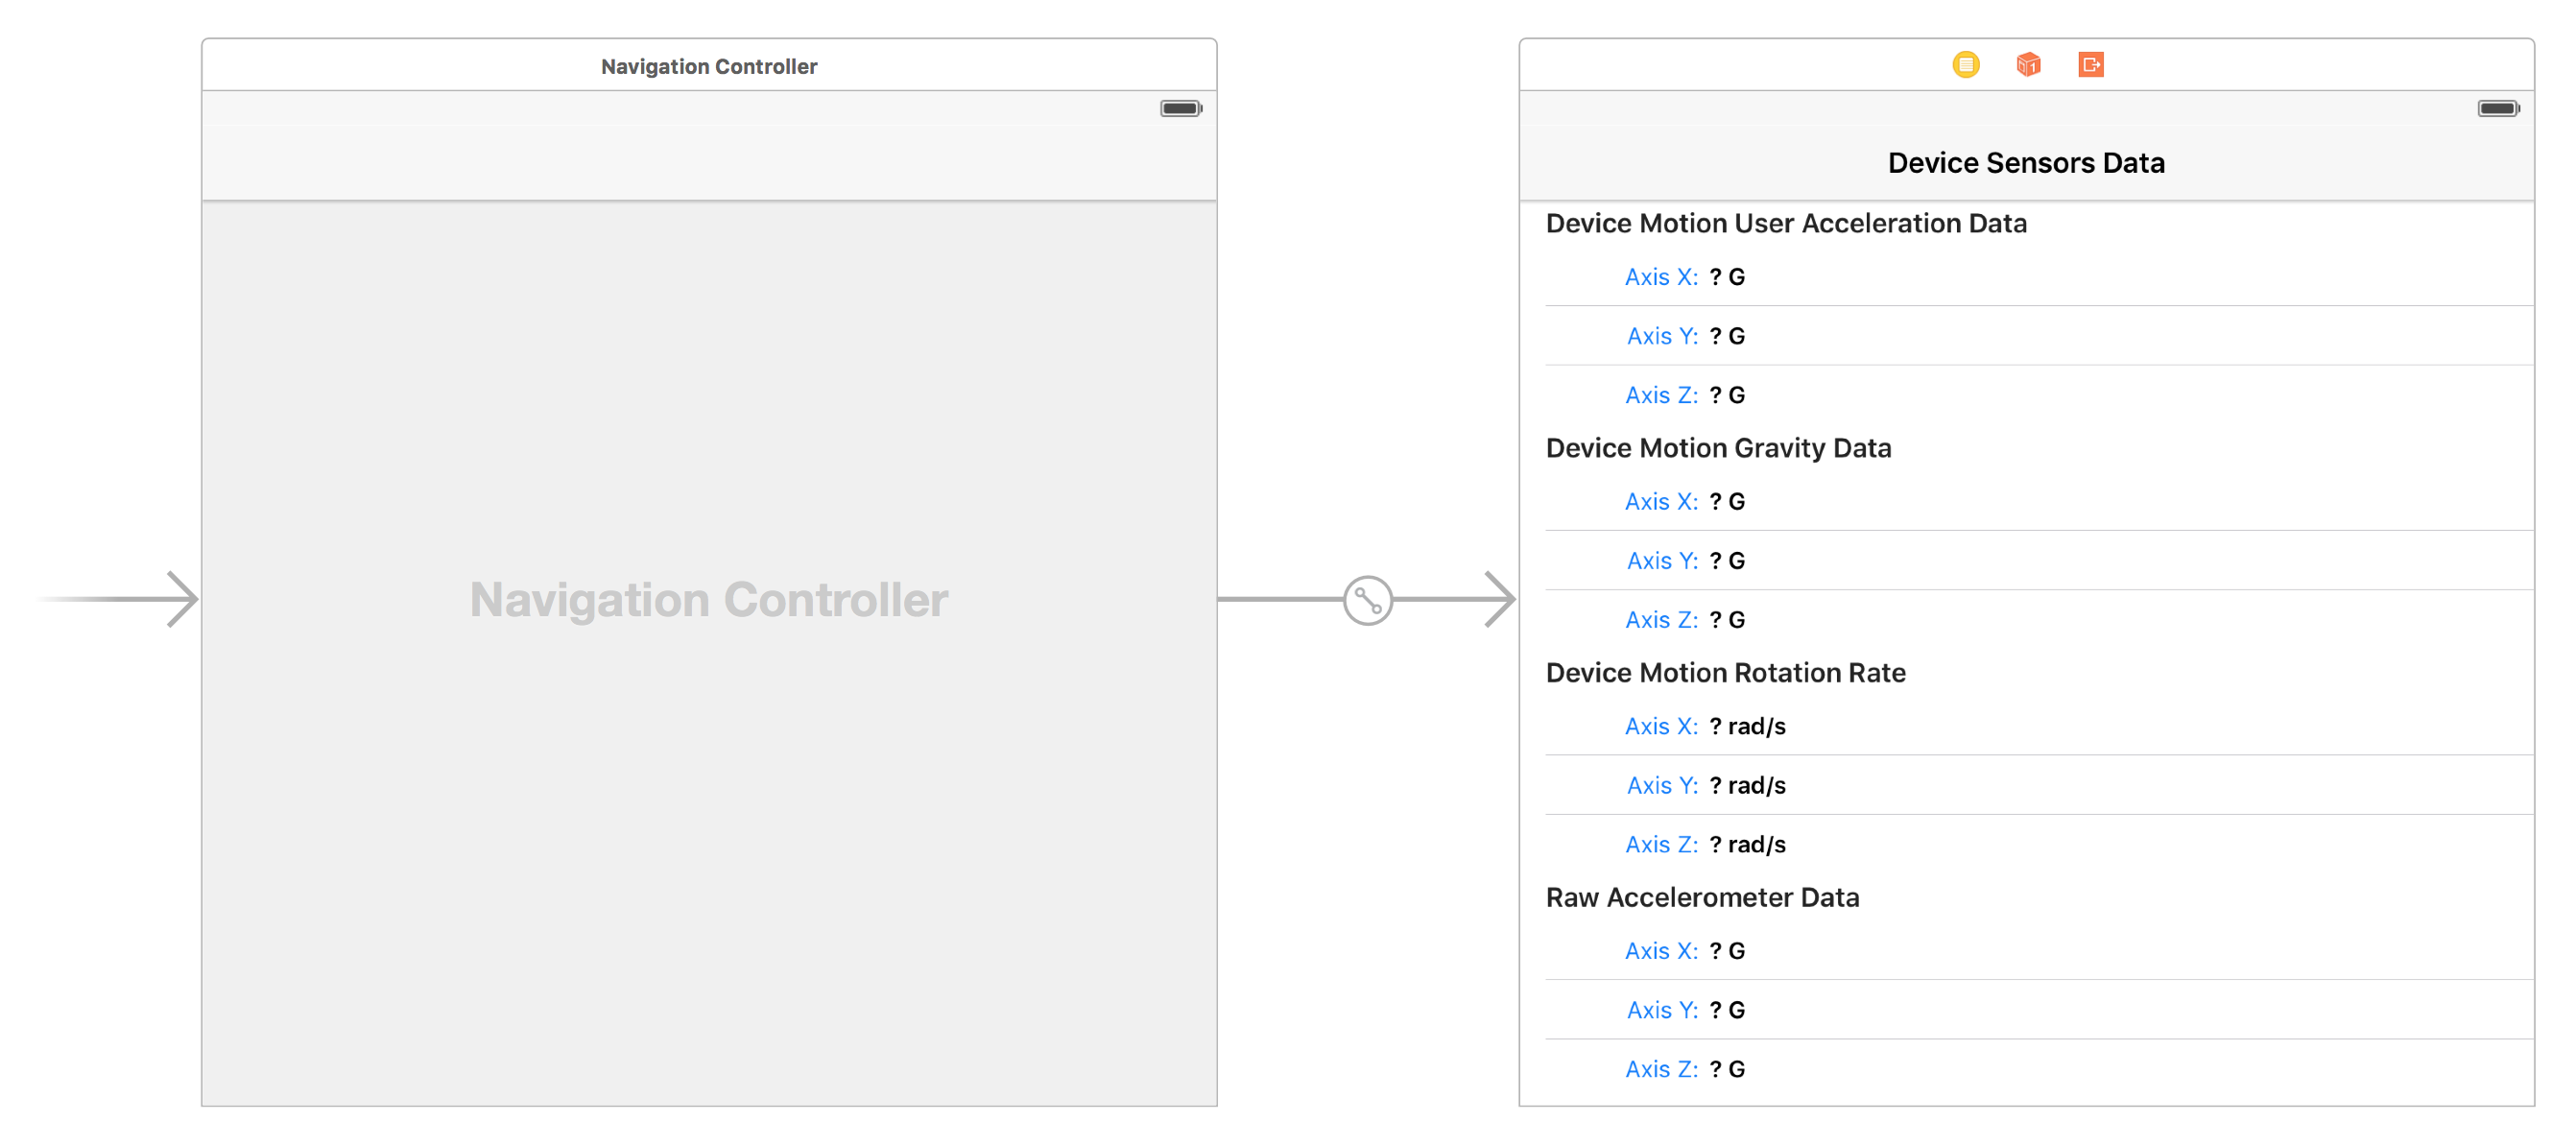 Navigation Controller
Navigation Controller
Device Sensors Data
Device Motion User Acceleration Data
Axis X: ? G
Axis Y: ? G
Axis Z: ? G
Device Motion Gravity Data
Axis X: ? G
Axis Y: ? G
Axis Z: ? G
Device Motion Rotation Rate
Axis X: ? rad/s
Axis Y: ? rad/s
Axis Z: ? rad/s
Raw Accelerometer Data
Axis X: ? G
Axis Y: ? G
Axis Z: ? G